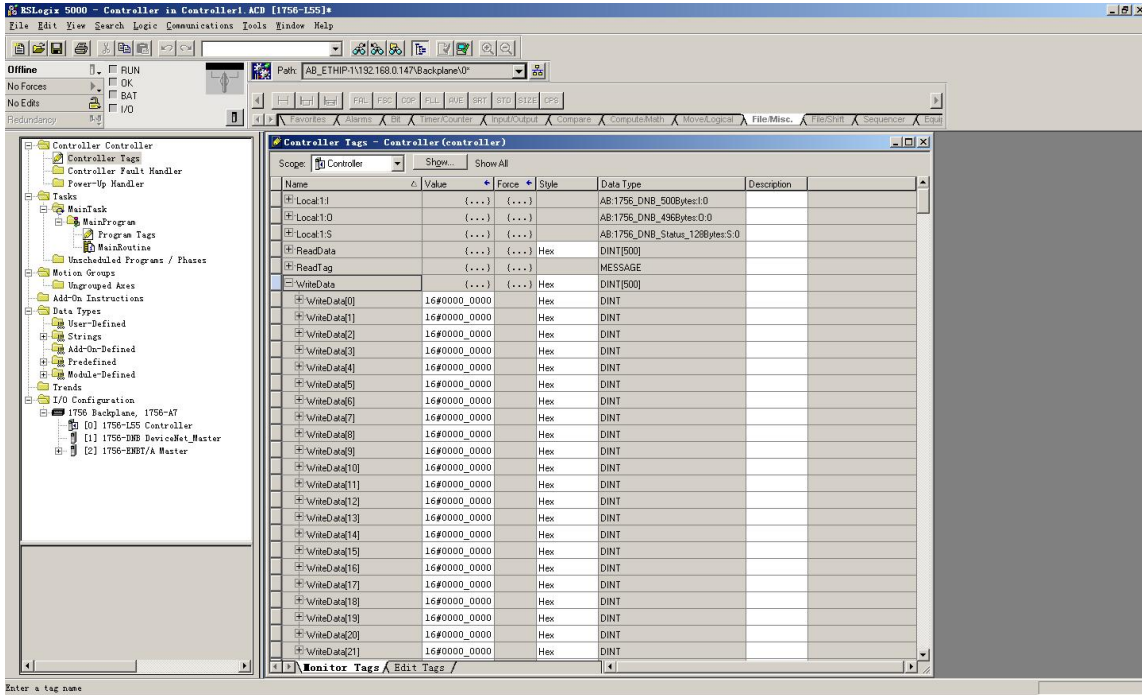 RSLogix 5000 - Controller in Controller1.ACD [1756-L55]*
File Edit View Search Logic Communications Tools Window Help
Offline
RUN
No Forces
OK
No Edits
BAT
Redundancy
I/O
Path: AB_ETHIP-1\192.168.0.147\Backplane\0*
FAL FSC COP FLL AVE SRT STD SIZE CPS
Favorites Alarms Bit Timer/Counter Input/Output Compare Compute/Math Move/Logical File/Misc. File/Shift Sequencer Equi
Controller Controller
Controller Tags
Controller Fault Handler
Power-Up Handler
Tasks
MainTask
MainProgram
Program Tags
MainRoutine
Unscheduled Programs / Phases
Motion Groups
Ungrouped Axes
Add-On Instructions
Data Types
User-Defined
Strings
Add-On-Defined
Predefined
Module-Defined
Trends
I/O Configuration
1756 Backplane, 1756-A7
[0] 1756-L55 Controller
[1] 1756-DNB DeviceNet_Master
[2] 1756-ENBT/A Master
Controller Tags - Controller(controller)
Scope: Controller Show... Show All
Name Value Force Style Data Type Description
Local:1:I {...} {...} AB:1756_DNB_500Bytes:I:0
Local:1:O {...} {...} AB:1756_DNB_496Bytes:O:0
Local:1:S {...} {...} AB:1756_DNB_Status_128Bytes:S:0
ReadData {...} {...} Hex DINT[500]
ReadTag {...} {...} MESSAGE
WriteData {...} {...} Hex DINT[500]
WriteData[0] 16#0000_0000 Hex DINT
WriteData[1] 16#0000_0000 Hex DINT
WriteData[2] 16#0000_0000 Hex DINT
WriteData[3] 16#0000_0000 Hex DINT
WriteData[4] 16#0000_0000 Hex DINT
WriteData[5] 16#0000_0000 Hex DINT
WriteData[6] 16#0000_0000 Hex DINT
WriteData[7] 16#0000_0000 Hex DINT
WriteData[8] 16#0000_0000 Hex DINT
WriteData[9] 16#0000_0000 Hex DINT
WriteData[10] 16#0000_0000 Hex DINT
WriteData[11] 16#0000_0000 Hex DINT
WriteData[12] 16#0000_0000 Hex DINT
WriteData[13] 16#0000_0000 Hex DINT
WriteData[14] 16#0000_0000 Hex DINT
WriteData[15] 16#0000_0000 Hex DINT
WriteData[16] 16#0000_0000 Hex DINT
WriteData[17] 16#0000_0000 Hex DINT
WriteData[18] 16#0000_0000 Hex DINT
WriteData[19] 16#0000_0000 Hex DINT
WriteData[20] 16#0000_0000 Hex DINT
WriteData[21] 16#0000_0000 Hex DINT
Monitor Tags Edit Tags
Enter a tag name